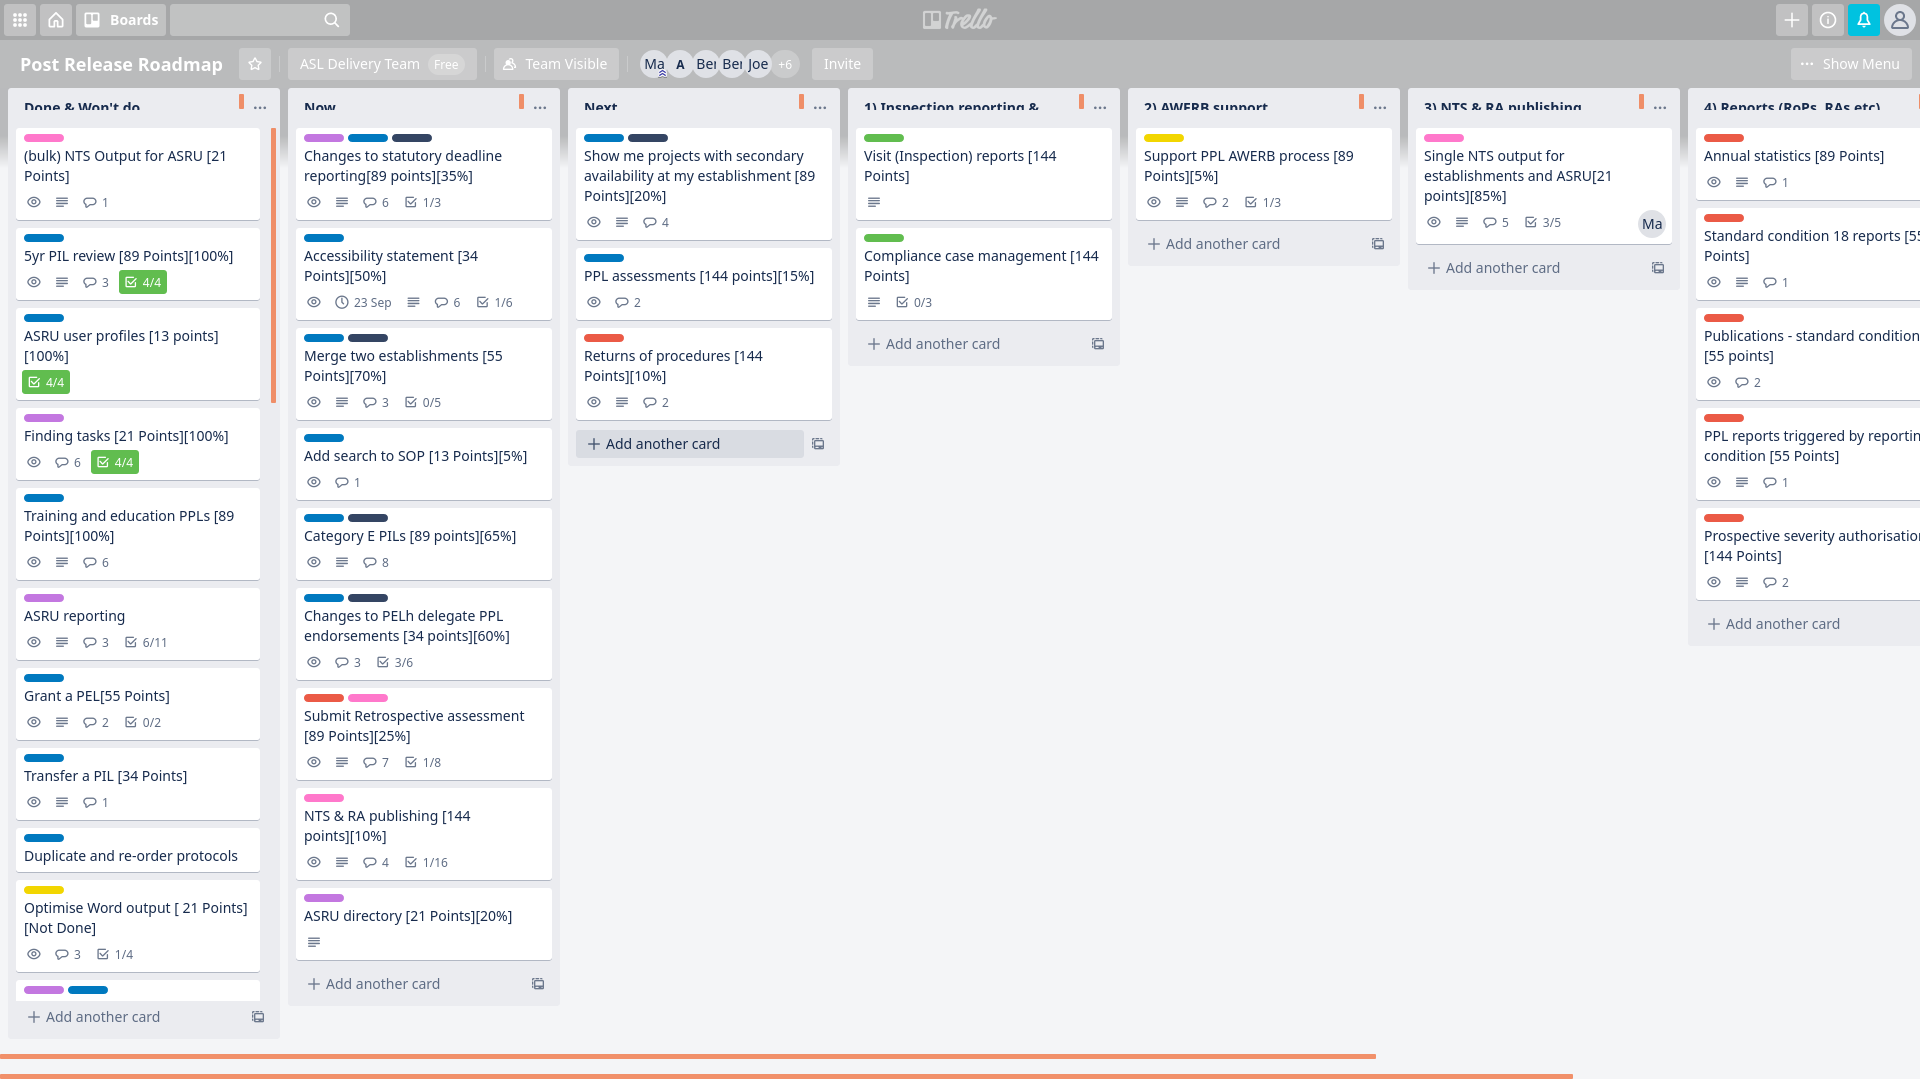 Boards
Trello
Post Release Roadmap
ASL Delivery Team Free
Team Visible
Ma A Joe +6
Invite
Show Menu
Done & Won't do
(bulk) NTS Output for ASRU [21
Points]
1
5yr PIL review [89 Points][100%]
3 4/4
ASRU user profiles [13 points]
[100%]
4/4
Finding tasks [21 Points][100%]
6 4/4
Training and education PPLs [89
Points][100%]
6
ASRU reporting
3 6/11
Grant a PEL[55 Points]
2 0/2
Transfer a PIL [34 Points]
1
Duplicate and re-order protocols
Optimise Word output [ 21 Points]
[Not Done]
3 1/4
Add another card
Now
Changes to statutory deadline
reporting[89 points][35%]
6 1/3
Accessibility statement [34
Points][50%]
23 Sep 6 1/6
Merge two establishments [55
Points][70%]
3 0/5
Add search to SOP [13 Points][5%]
1
Category E PILs [89 points][65%]
8
Changes to PELh delegate PPL
endorsements [34 points][60%]
3 3/6
Submit Retrospective assessment
[89 Points][25%]
7 1/8
NTS & RA publishing [144
points][10%]
4 1/16
ASRU directory [21 Points][20%]
Add another card
Next
Show me projects with secondary
availability at my establishment [89
Points][20%]
4
PPL assessments [144 points][15%]
2
Returns of procedures [144
Points][10%]
2
Add another card
1) Inspection reporting &
Visit (Inspection) reports [144
Points]
Compliance case management [144
Points]
0/3
Add another card
2) AWERB support
Support PPL AWERB process [89
Points][5%]
2 1/3
Add another card
3) NTS & RA publishing
Single NTS output for
establishments and ASRU[21
points][85%]
5 3/5
Ma
Add another card
4) Reports (RoPs, RAs etc)
Annual statistics [89 Points]
1
Standard condition 18 reports [55
Points]
1
Publications - standard condition
[55 points]
2
PPL reports triggered by reporting
condition [55 Points]
1
Prospective severity authorisation
[144 Points]
2
Add another card